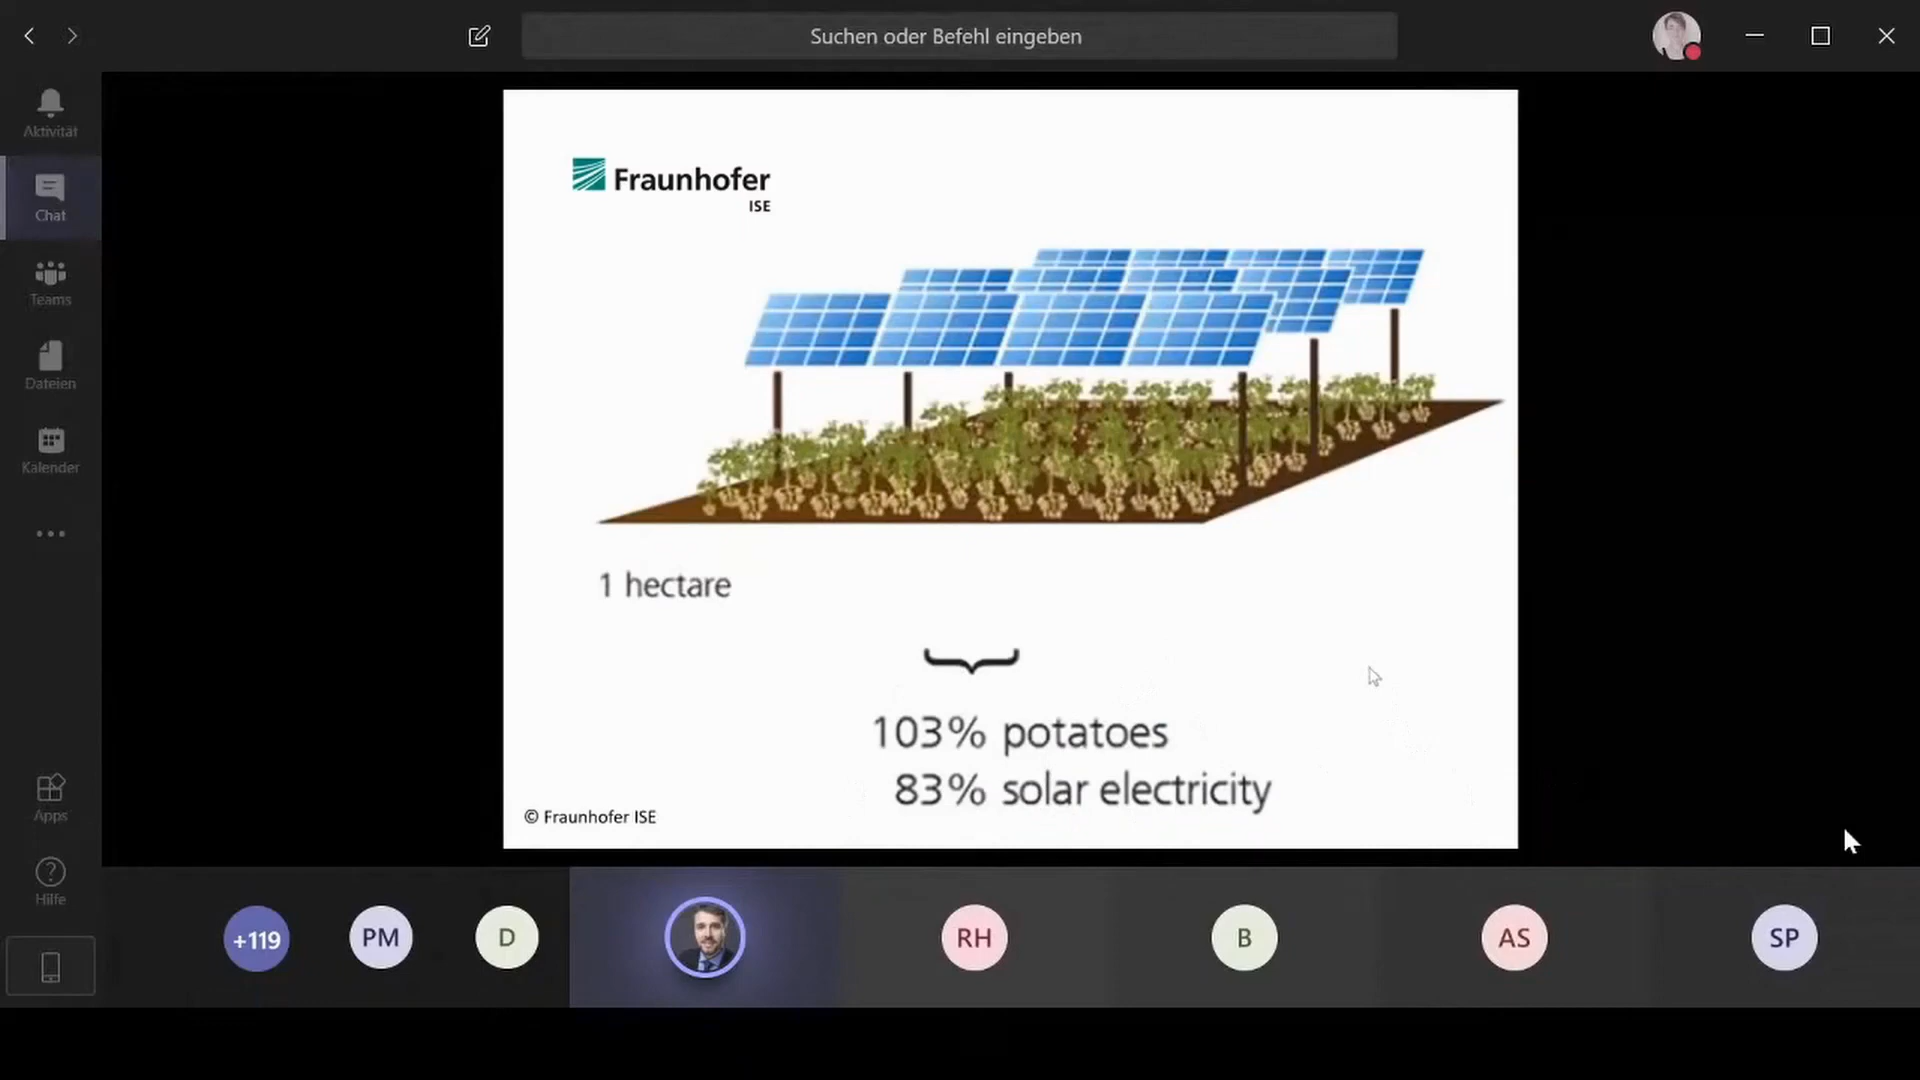 Suchen oder Befehl eingeben
Aktivität
Chat
Teams
Dateien
Kalender
Apps
Hilfe
Fraunhofer
ISE
1 hectare
103% potatoes
83% solar electricity
© Fraunhofer ISE
+119
PM
D
RH
B
AS
SP